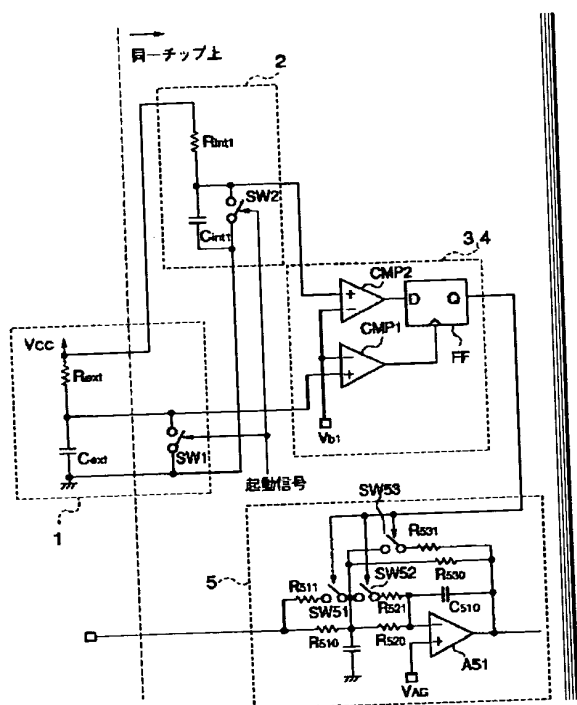 同一チップ上
2
Rint1
SW2
Cint1
3,4
CMP2
D Q
CMP1
FF
Vcc
Rext
Cext
SW1
Vb1
起動信号
1
SW53
R531
5
R530
R511
SW52
SW51
R521
C510
R510
R520
A51
VAG